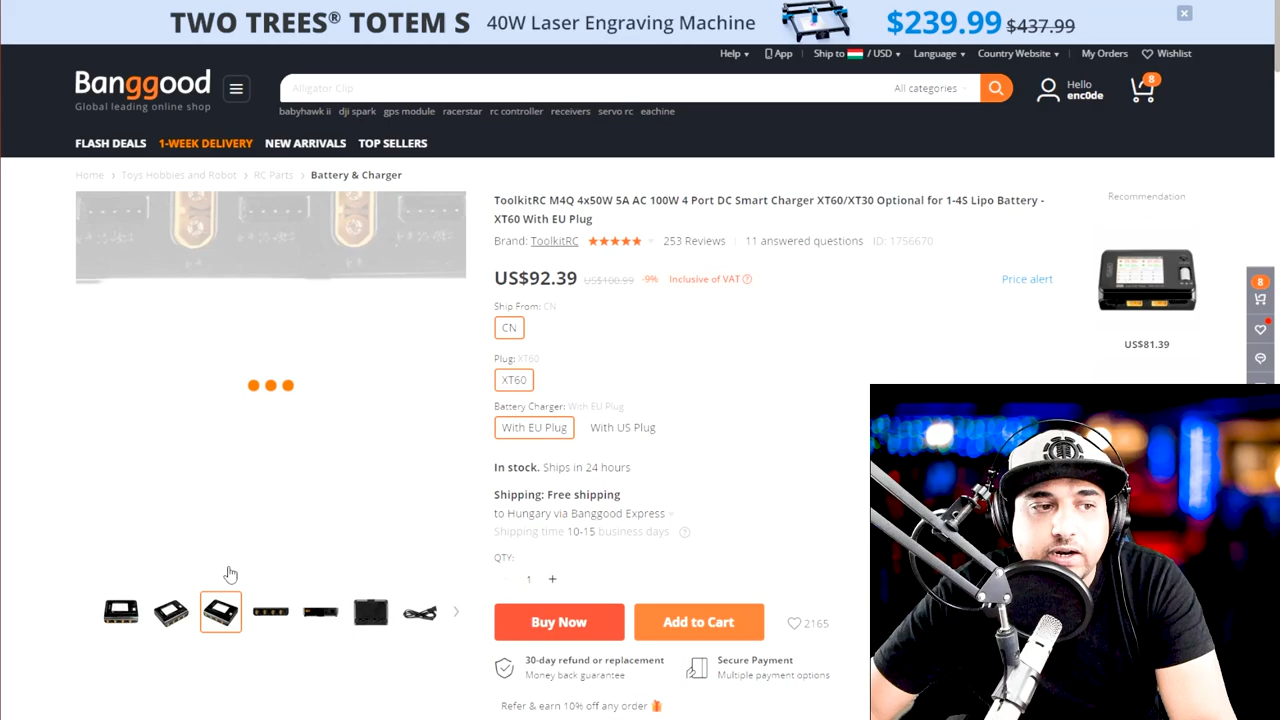 TWO TREES® TOTEM S 40W Laser Engraving Machine $239.99 $437.99
Help App Ship to / USD Language Country Website My Orders Wishlist
Banggood
Global leading online shop
Alligator Clip All categories
Hello
enc0de
8
babyhawk ii dji spark gps module racerstar rc controller receivers servo rc eachine
FLASH DEALS 1-WEEK DELIVERY NEW ARRIVALS TOP SELLERS
Home > Toys Hobbies and Robot > RC Parts > Battery & Charger
ToolkitRC M4Q 4x50W 5A AC 100W 4 Port DC Smart Charger XT60/XT30 Optional for 1-4S Lipo Battery -
XT60 With EU Plug
Brand: ToolkitRC 253 Reviews 11 answered questions ID: 1756670
US$92.39 US$100.99 -9% Inclusive of VAT Price alert
Ship From: CN
CN
Plug: XT60
XT60
Battery Charger: With EU Plug
With EU Plug With US Plug
In stock. Ships in 24 hours
Shipping: Free shipping
to Hungary via Banggood Express
Shipping time 10-15 business days
QTY:
- 1 +
Buy Now Add to Cart 2165
30-day refund or replacement
Money back guarantee
Secure Payment
Multiple payment options
Refer & earn 10% off any order
Recommendation
US$81.39
8